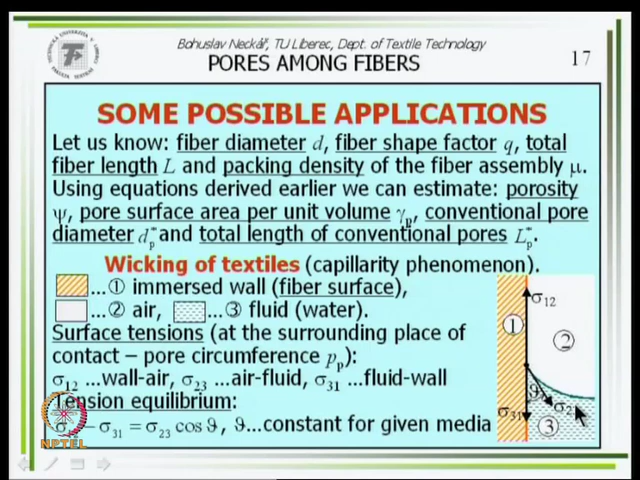 Bohuslav Neckář, TU Liberec, Dept. of Textile Technology
PORES AMONG FIBERS
17
SOME POSSIBLE APPLICATIONS
Let us know: fiber diameter d, fiber shape factor q, total
fiber length L and packing density of the fiber assembly μ.
Using equations derived earlier we can estimate: porosity
ψ, pore surface area per unit volume γp, conventional pore
diameter dp* and total length of conventional pores Lp*.
Wicking of textiles (capillarity phenomenon).
...① immersed wall (fiber surface),
...② air, ...③ fluid (water).
Surface tensions (at the surrounding place of
contact – pore circumference pp):
σ12 ...wall-air, σ23 ...air-fluid, σ31 ...fluid-wall
Tension equilibrium:
− σ31 = σ23 cos ϑ, ϑ...constant for given media
σ12
①
②
ϑ
σ31
③
NPTEL